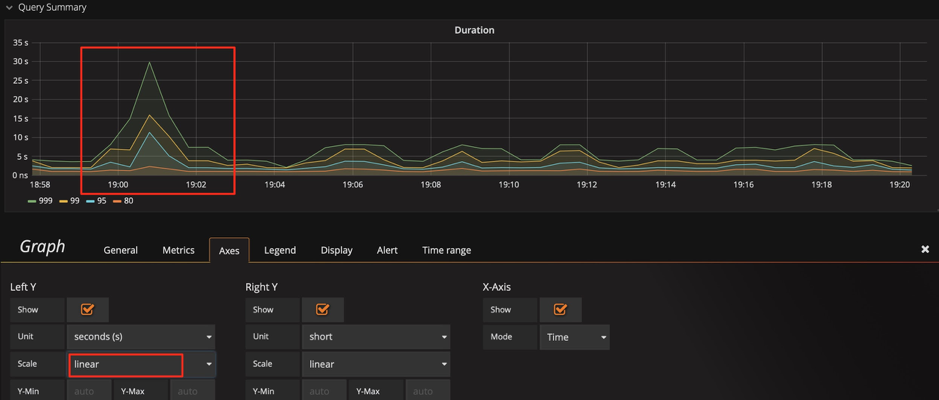 Query Summary
Duration
35 s
30 s
25 s
20 s
15 s
10 s
5 s
0 ns
18:58 19:00 19:02 19:04 19:06 19:08 19:10 19:12 19:14 19:16 19:18 19:20
999 99 95 80
Graph General Metrics Axes Legend Display Alert Time range
Left Y Right Y X-Axis
Show Show Show
Unit seconds (s) Unit short Mode Time
Scale linear Scale linear
Y-Min auto Y-Max auto Y-Min auto Y-Max auto